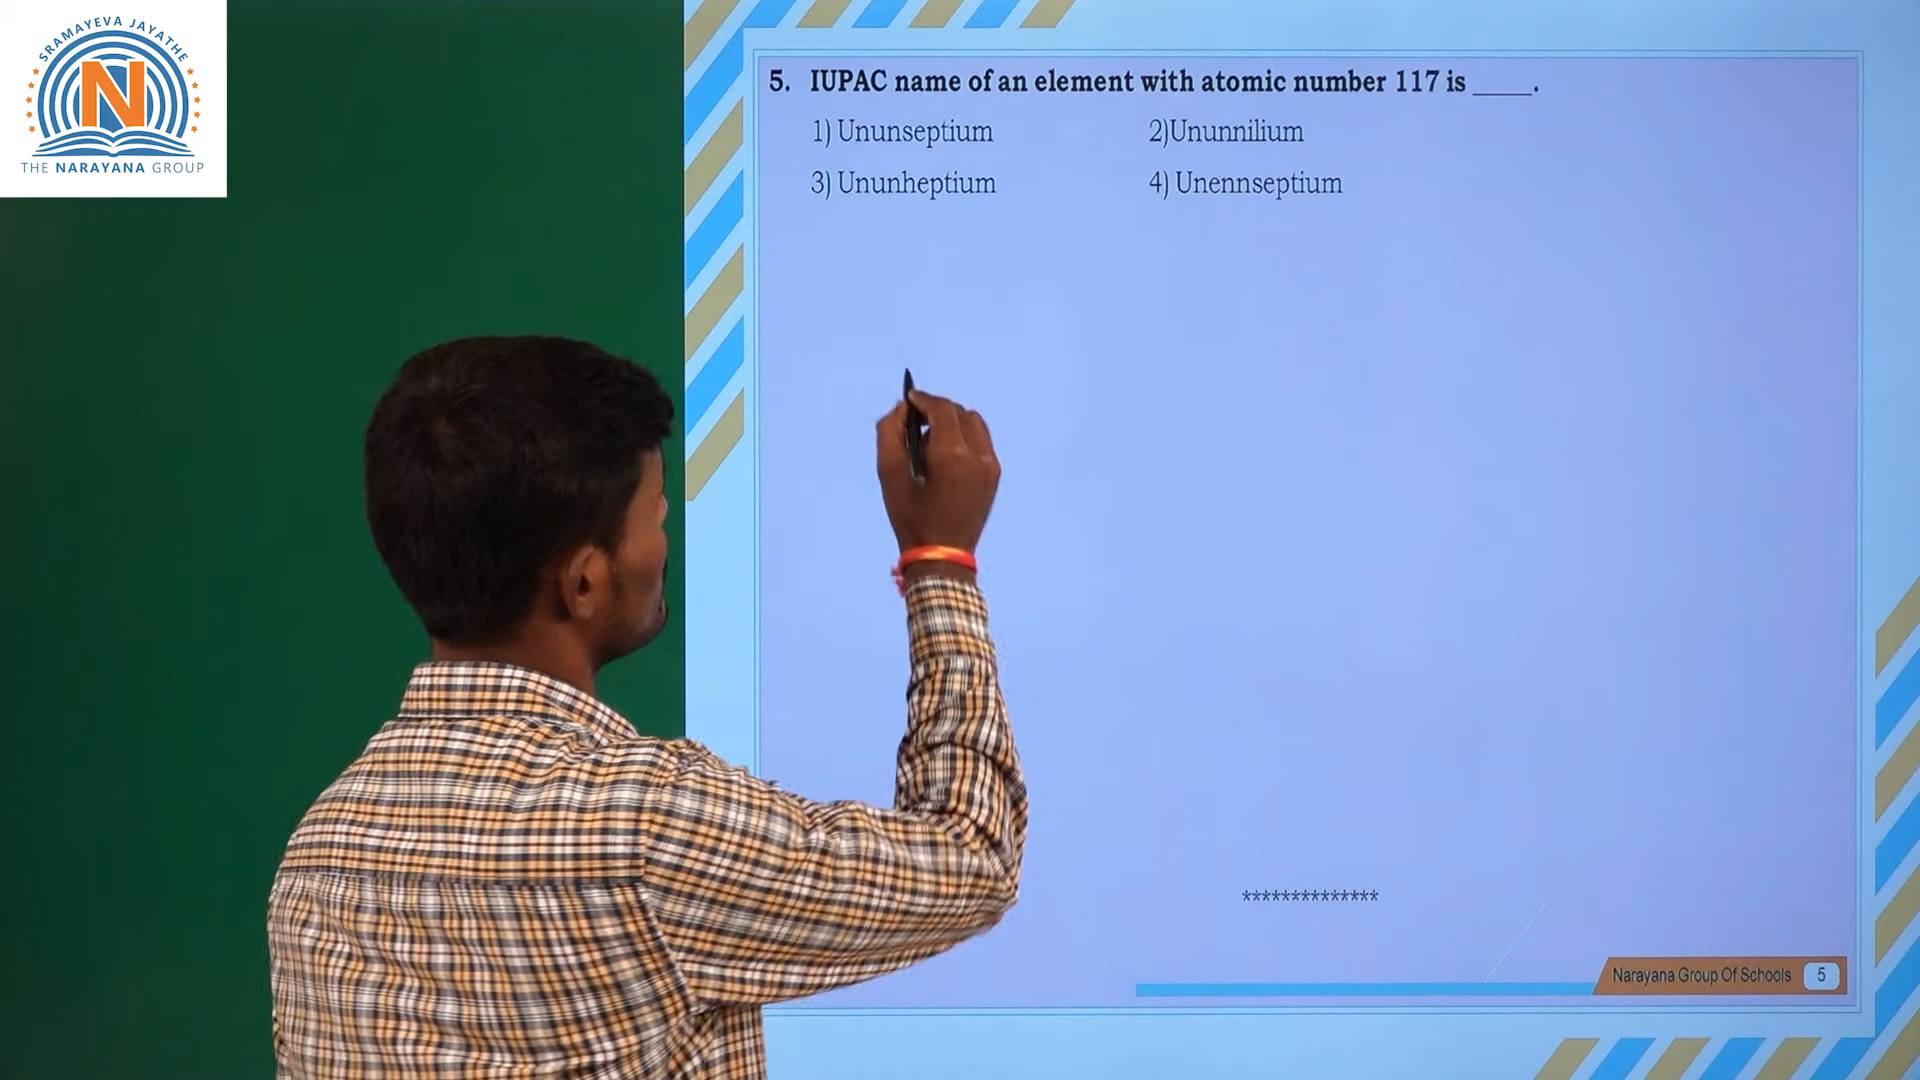 SRAMAYEVA JAYATHE
N
THE NARAYANA GROUP
5. IUPAC name of an element with atomic number 117 is ____.
1) Ununseptium 2)Ununnilium
3) Ununheptium 4) Unennseptium
**************
Narayana Group Of Schools 5